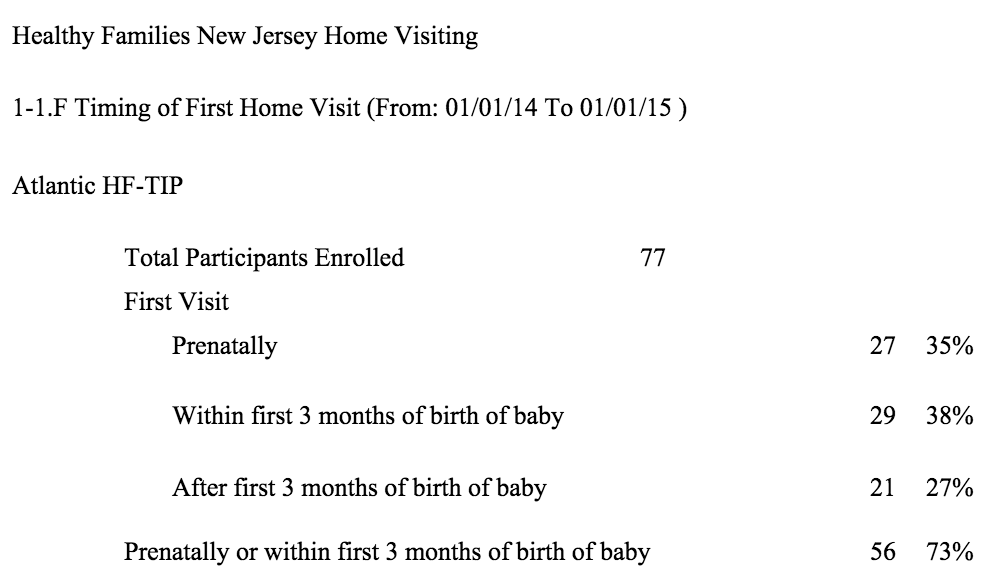 Healthy Families New Jersey Home Visiting
1-1.F Timing of First Home Visit (From: 01/01/14 To 01/01/15 )
Atlantic HF-TIP
Total Participants Enrolled 77
First Visit
Prenatally 27 35%
Within first 3 months of birth of baby 29 38%
After first 3 months of birth of baby 21 27%
Prenatally or within first 3 months of birth of baby 56 73%